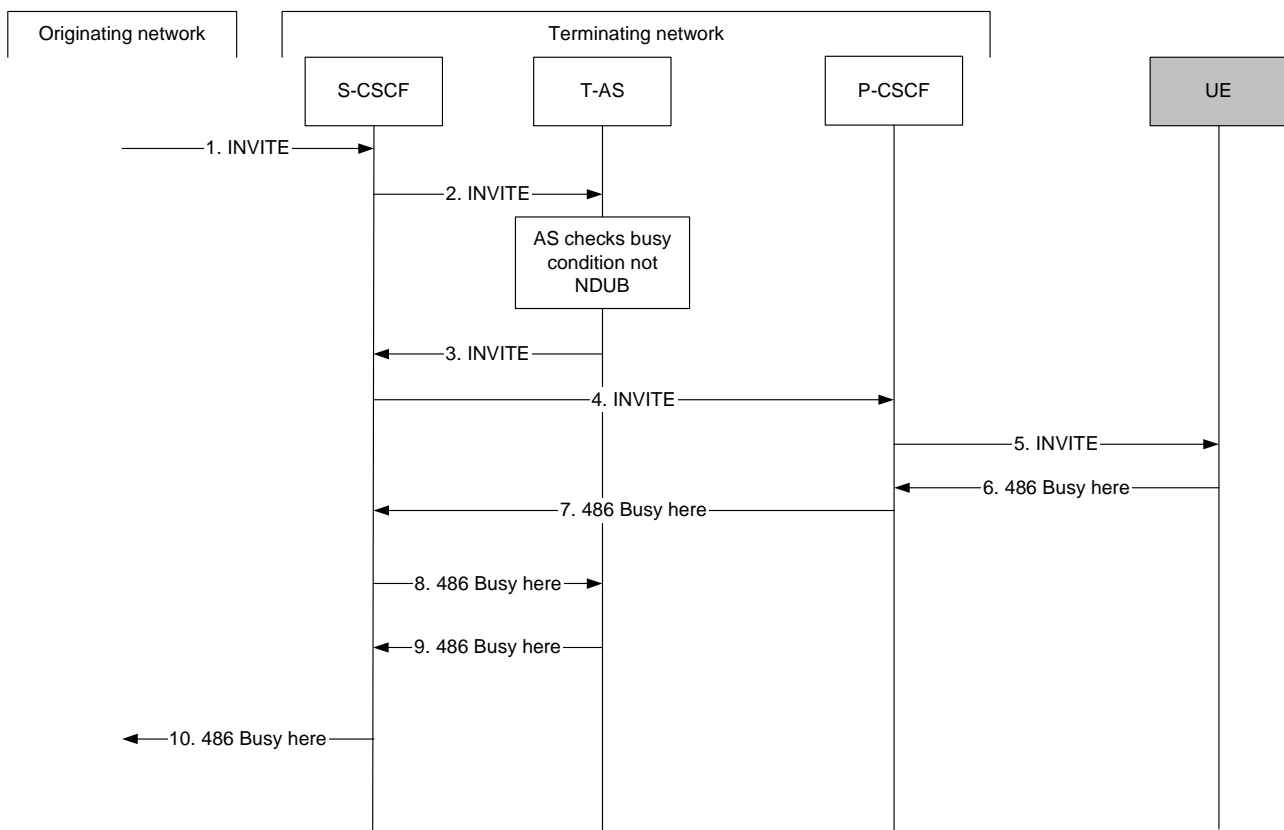 Originating network
Terminating network
S-CSCF
T-AS
P-CSCF
UE
1. INVITE
2. INVITE
AS checks busy
condition not
NDUB
3. INVITE
4. INVITE
5. INVITE
6. 486 Busy here
7. 486 Busy here
8. 486 Busy here
9. 486 Busy here
10. 486 Busy here